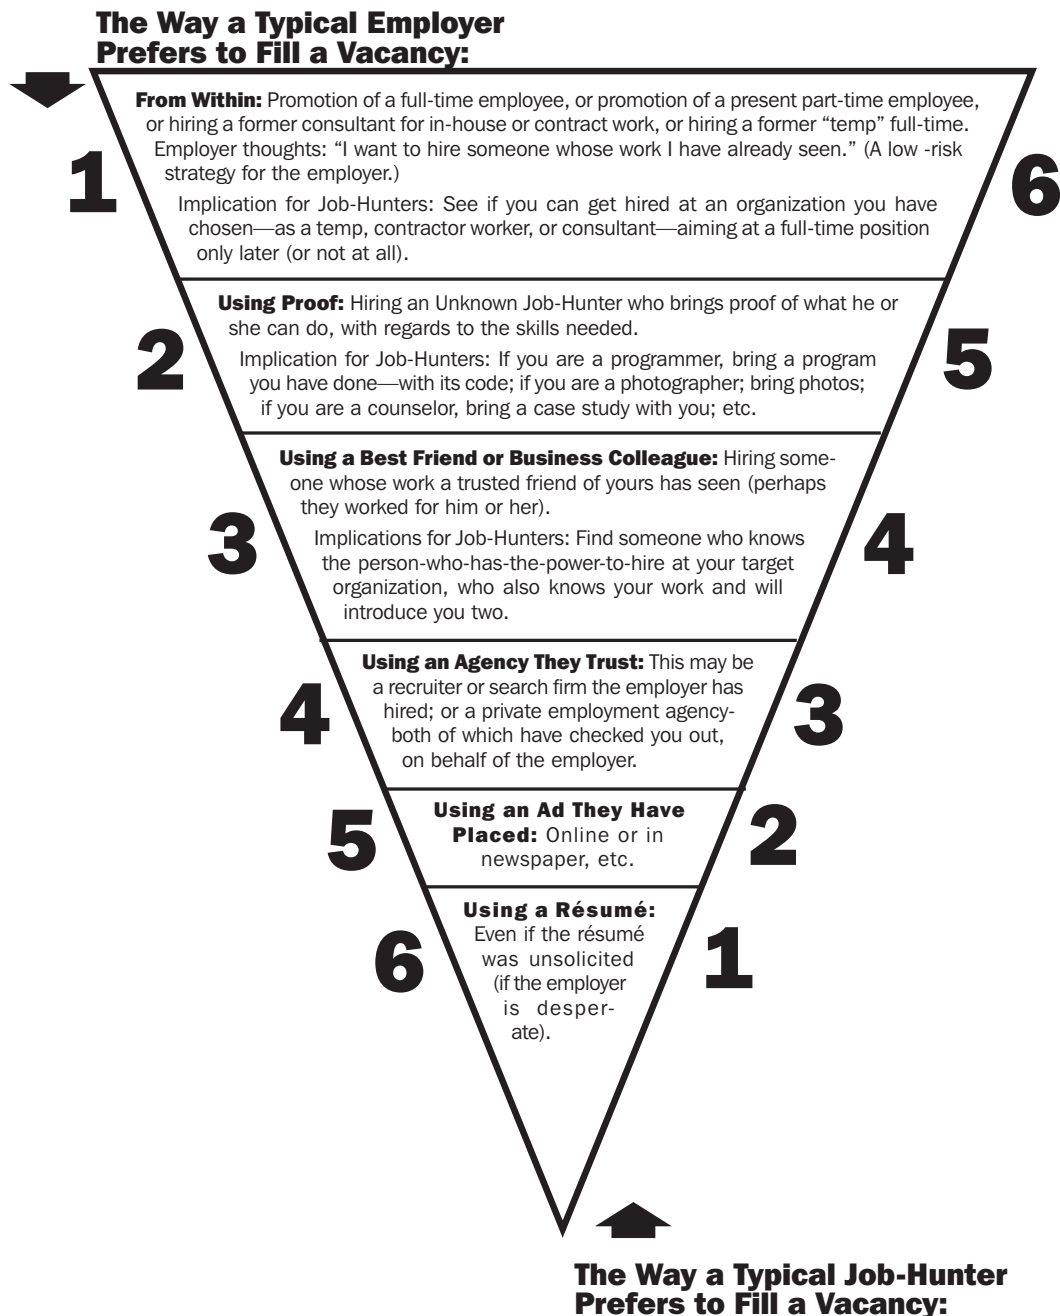 The Way a Typical Employer
Prefers to Fill a Vacancy:
From Within: Promotion of a full-time employee, or promotion of a present part-time employee,
or hiring a former consultant for in-house or contract work, or hiring a former “temp” full-time.
Employer thoughts: “I want to hire someone whose work I have already seen.” (A low -risk
strategy for the employer.)
Implication for Job-Hunters: See if you can get hired at an organization you have
chosen—as a temp, contractor worker, or consultant—aiming at a full-time position
only later (or not at all).
1
6
Using Proof: Hiring an Unknown Job-Hunter who brings proof of what he or
she can do, with regards to the skills needed.
Implication for Job-Hunters: If you are a programmer, bring a program
you have done—with its code; if you are a photographer; bring photos;
if you are a counselor, bring a case study with you; etc.
2
5
Using a Best Friend or Business Colleague: Hiring some-
one whose work a trusted friend of yours has seen (perhaps
they worked for him or her).
Implications for Job-Hunters: Find someone who knows
the person-who-has-the-power-to-hire at your target
organization, who also knows your work and will
introduce you two.
3
4
Using an Agency They Trust: This may be
a recruiter or search firm the employer has
hired; or a private employment agency-
both of which have checked you out,
on behalf of the employer.
4
3
Using an Ad They Have
Placed: Online or in
newspaper, etc.
5
2
Using a Résumé:
Even if the résumé
was unsolicited
(if the employer
is desper-
ate).
6
1
The Way a Typical Job-Hunter
Prefers to Fill a Vacancy: